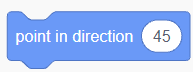 point in direction 45